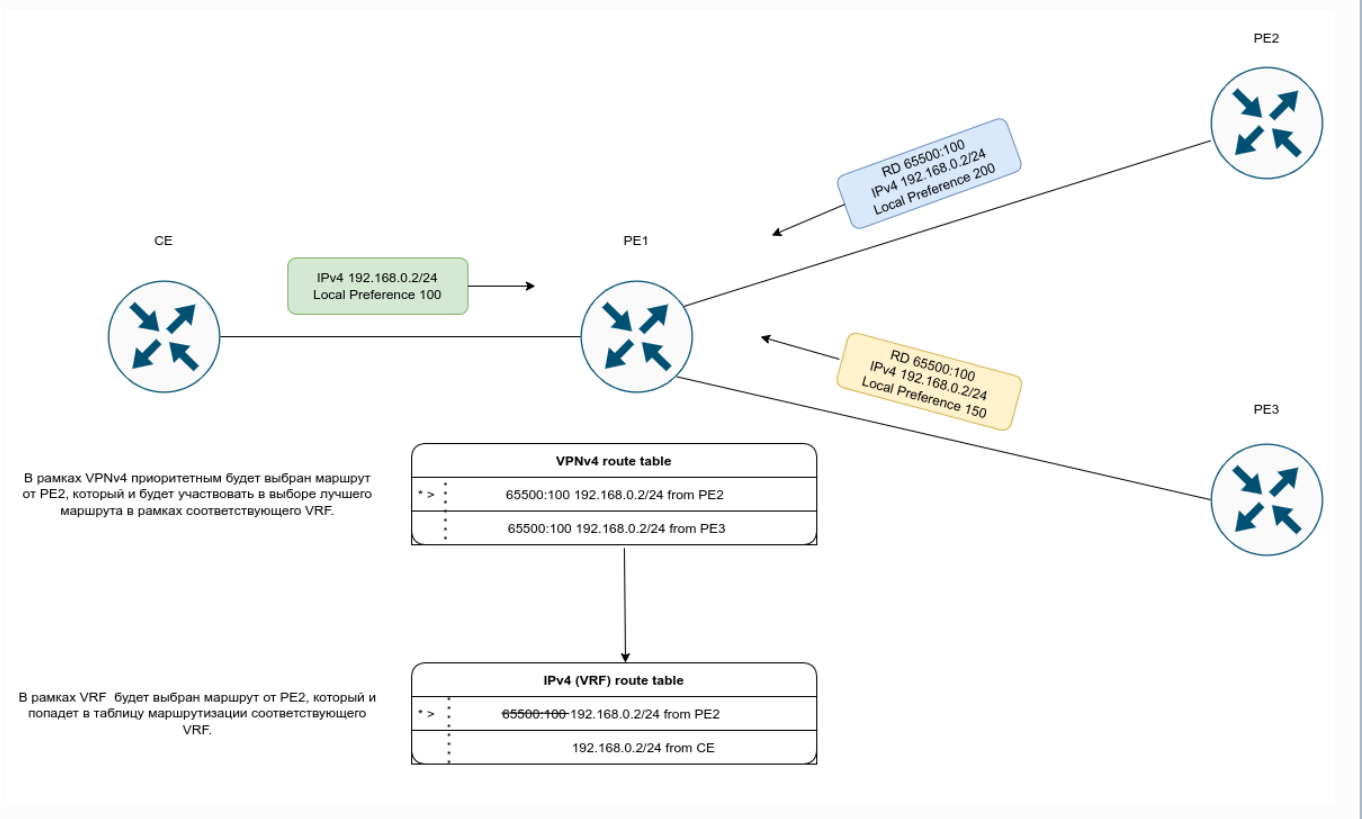 PE2
RD 65500:100
IPv4 192.168.0.2/24
Local Preference 200
CE
PE1
IPv4 192.168.0.2/24
Local Preference 100
RD 65500:100
IPv4 192.168.0.2/24
Local Preference 150
PE3
В рамках VPNv4 приоритетным будет выбран маршрут
от PE2, который и будет участвовать в выборе лучшего
маршрута в рамках соответствующего VRF.
VPNv4 route table
* > 65500:100 192.168.0.2/24 from PE2
65500:100 192.168.0.2/24 from PE3
В рамках VRF будет выбран маршрут от PE2, который и
попадет в таблицу маршрутизации соответствующего
VRF.
IPv4 (VRF) route table
* > 65500:100 192.168.0.2/24 from PE2
192.168.0.2/24 from CE